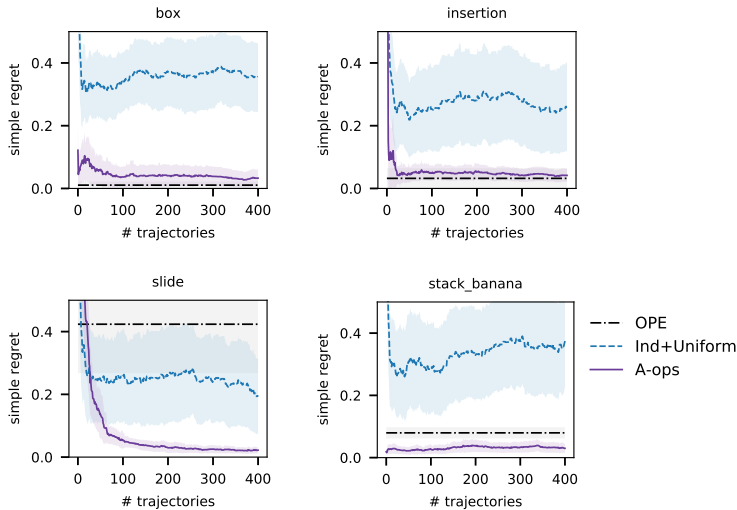 box
simple regret
0.4
0.2
0.0
0 100 200 300 400
# trajectories
insertion
simple regret
0.4
0.2
0.0
0 100 200 300 400
# trajectories
slide
simple regret
0.4
0.2
0.0
0 100 200 300 400
# trajectories
stack_banana
simple regret
0.4
0.2
0.0
0 100 200 300 400
# trajectories
OPE
Ind+Uniform
A-ops